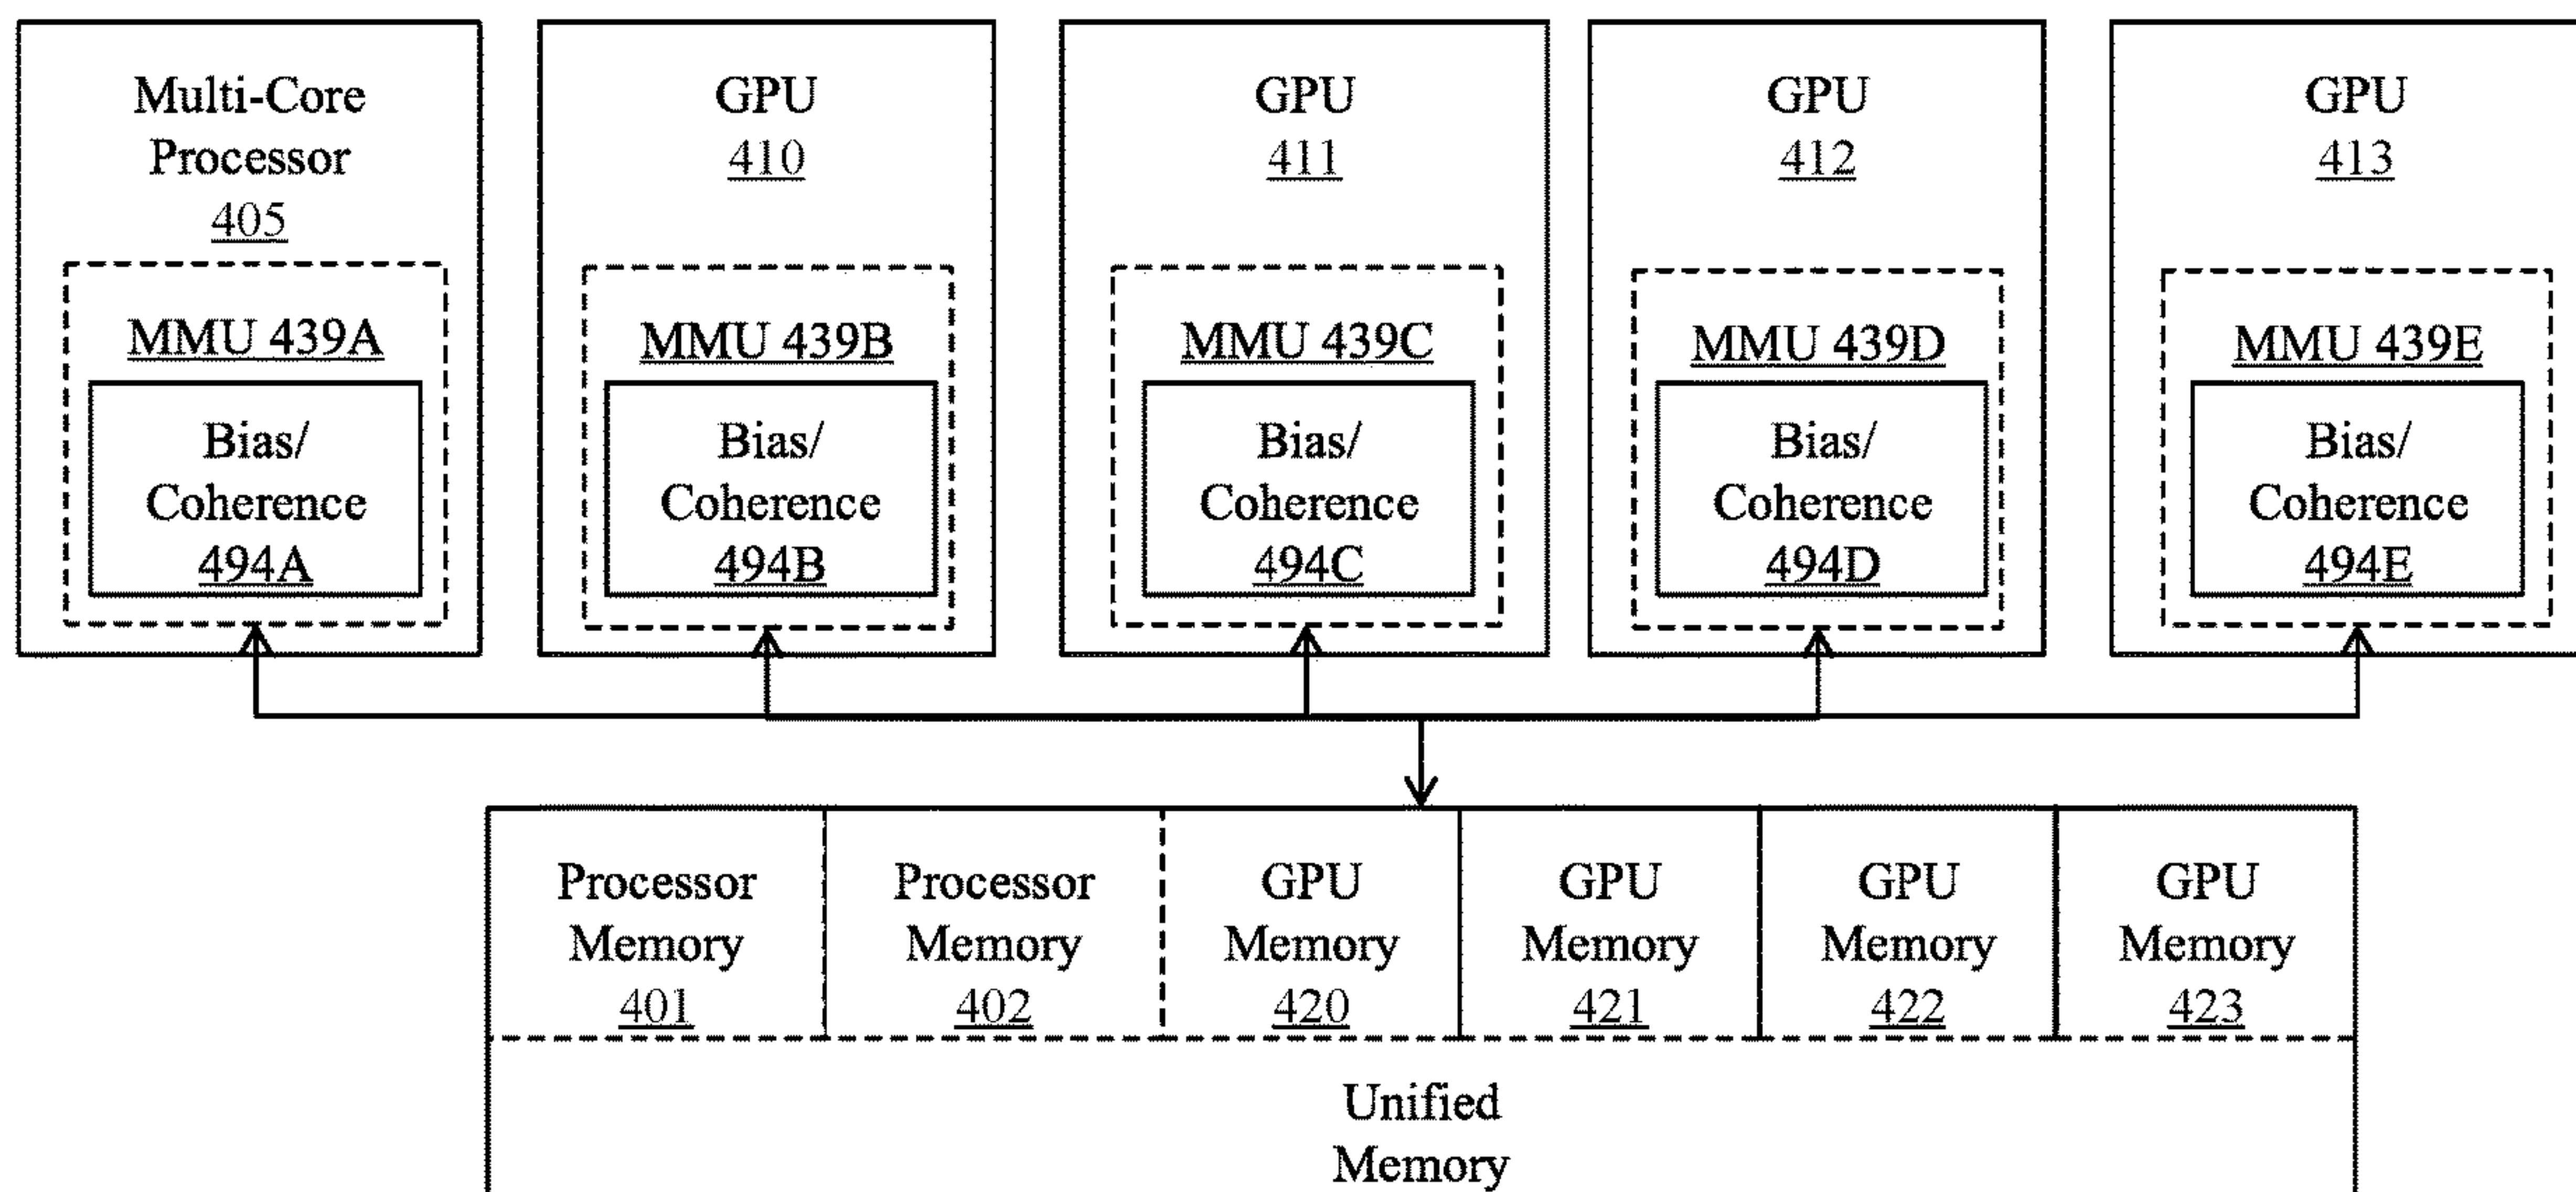 Multi-Core
Processor
405
MMU 439A
Bias/
Coherence
494A
GPU
410
MMU 439B
Bias/
Coherence
494B
GPU
411
MMU 439C
Bias/
Coherence
494C
GPU
412
MMU 439D
Bias/
Coherence
494D
GPU
413
MMU 439E
Bias/
Coherence
494E
Processor
Memory
401
Processor
Memory
402
GPU
Memory
420
GPU
Memory
421
GPU
Memory
422
GPU
Memory
423
Unified
Memory